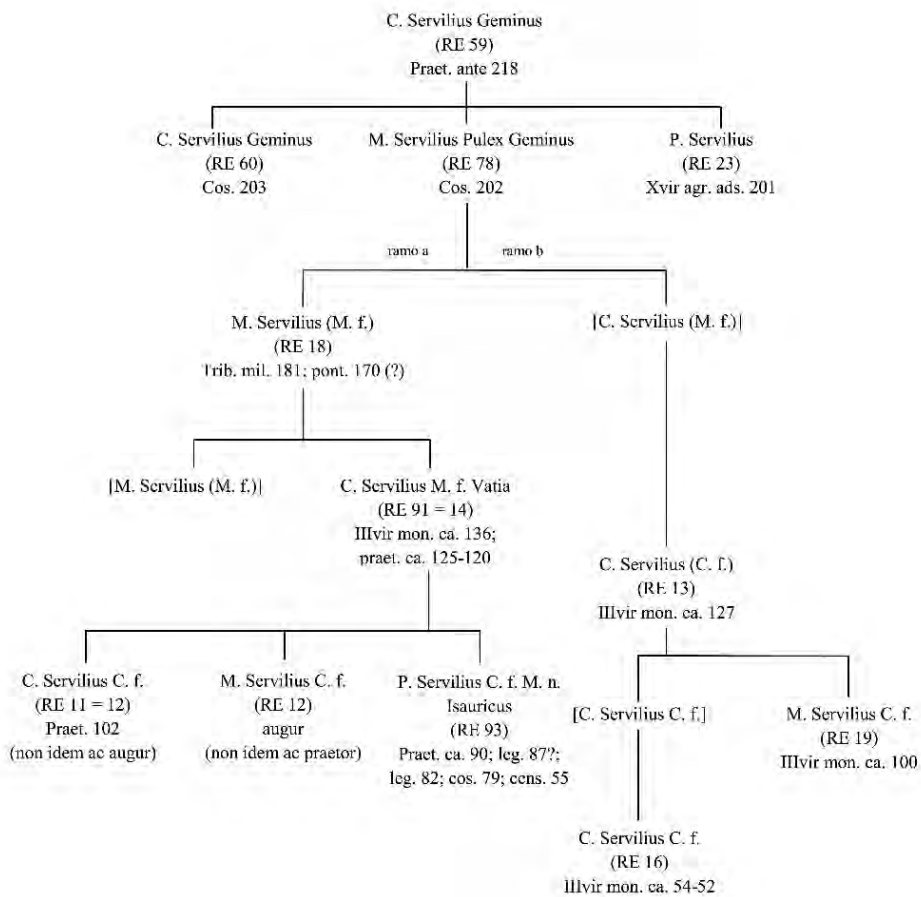 C. Servilius Geminus
(RE 59)
Praet. ante 218
C. Servilius Geminus
(RE 60)
Cos. 203
M. Servilius Pulex Geminus
(RE 78)
Cos. 202
P. Servilius
(RE 23)
Xvir agr. ads. 201
ramo a
ramo b
M. Servilius (M. f.)
(RE 18)
Trib. mil. 181; pont. 170 (?)
[C. Servilius (M. f.)]
[M. Servilius (M. f.)]
C. Servilius M. f. Vatia
(RE 91 = 14)
IIIvir mon. ca. 136;
praet. ca. 125-120
C. Servilius (C. f.)
(RE 13)
IIIvir mon. ca. 127
C. Servilius C. f.
(RE 11 = 12)
Praet. 102
(non idem ac augur)
M. Servilius C. f.
(RE 12)
augur
(non idem ac praetor)
P. Servilius C. f. M. n.
Isauricus
(RE 93)
Praet. ca. 90; leg. 87?;
leg. 82; cos. 79; cens. 55
[C. Servilius C. f.]
M. Servilius C. f.
(RE 19)
IIIvir mon. ca. 100
C. Servilius C. f.
(RE 16)
IIIvir mon. ca. 54-52